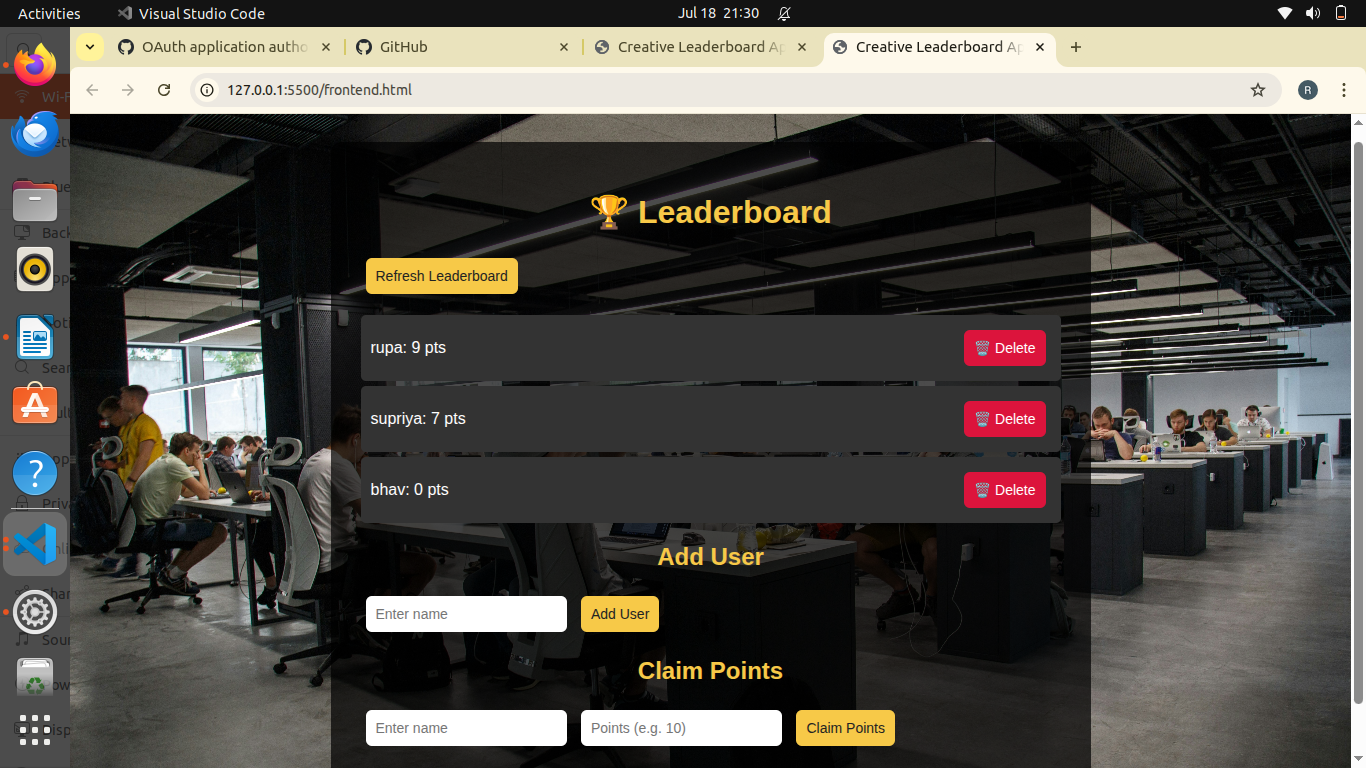 Activities Visual Studio Code Jul 18 21:30
OAuth application autho GitHub Creative Leaderboard Ap Creative Leaderboard Ap
127.0.0.1:5500/frontend.html R
🏆 Leaderboard
Refresh Leaderboard
rupa: 9 pts 🗑️ Delete
supriya: 7 pts 🗑️ Delete
bhav: 0 pts 🗑️ Delete
Add User
Enter name Add User
Claim Points
Enter name Points (e.g. 10) Claim Points